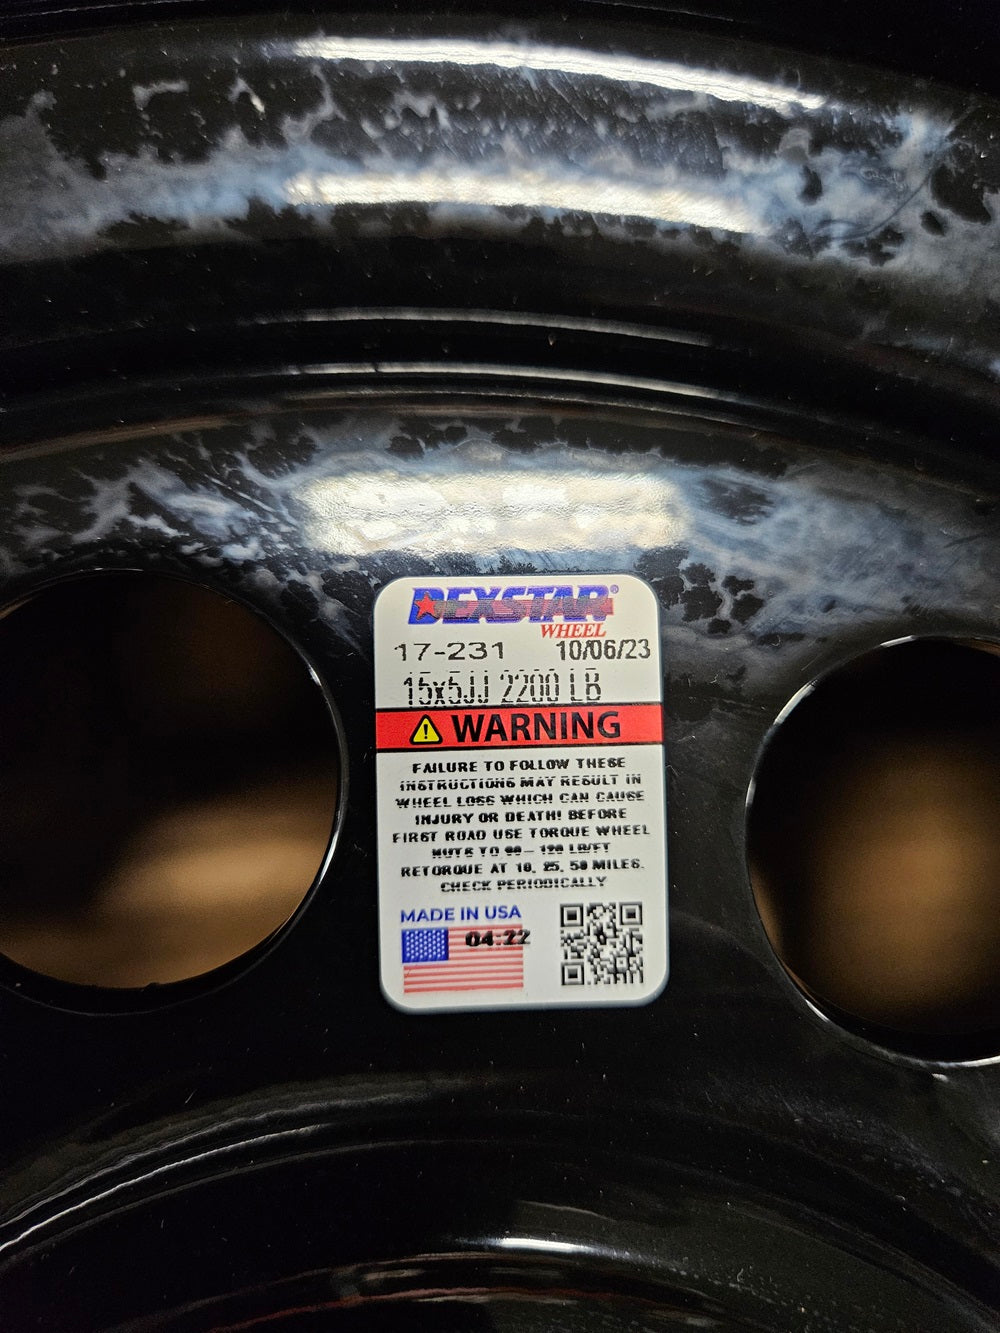 DEXSTAR®
WHEEL
17-231 10/06/23
15x5JJ 2200 LB
WARNING
FAILURE TO FOLLOW THESE
INSTRUCTIONS MAY RESULT IN
WHEEL LOSS WHICH CAN CAUSE
INJURY OR DEATH! BEFORE
FIRST ROAD USE TORQUE WHEEL
NUTS TO 90 - 120 LB/FT
RETORQUE AT 10, 25, 50 MILES.
CHECK PERIODICALLY
MADE IN USA
04:22